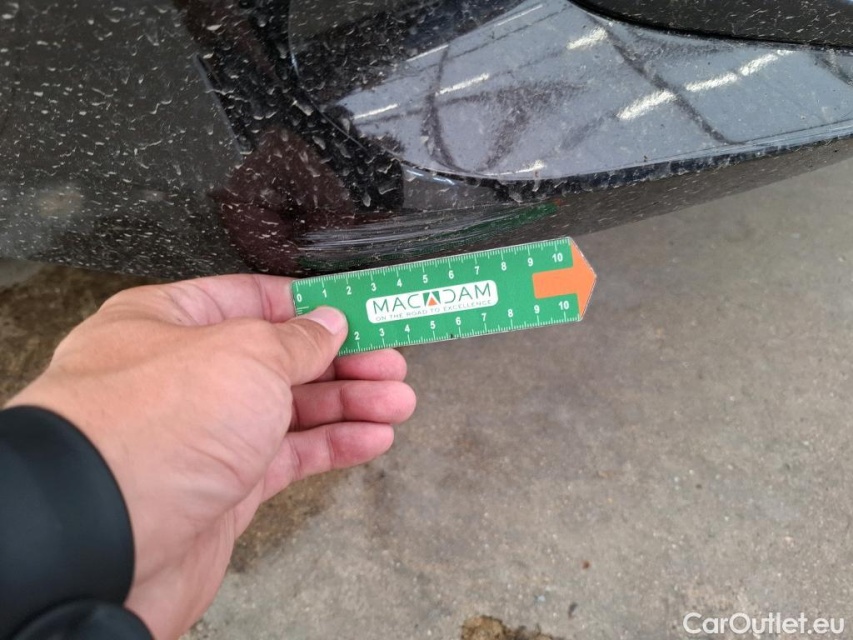 0 1 2 3 4 5 6 7 8 9 10
MACADAM
ON THE ROAD TO EXCELLENCE
2 3 4 5 6 7 8 9 10
CarOutlet.eu